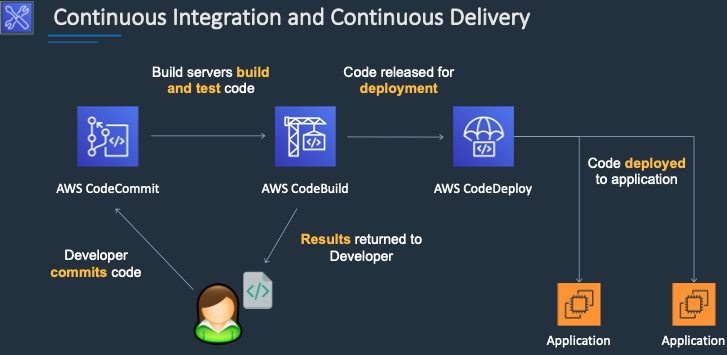 Continuous Integration and Continuous Delivery
Build servers build
and test code
Code released for
deployment
AWS CodeCommit
AWS CodeBuild
AWS CodeDeploy
Code deployed
to application
Results returned to
Developer
Developer
commits code
Application
Application